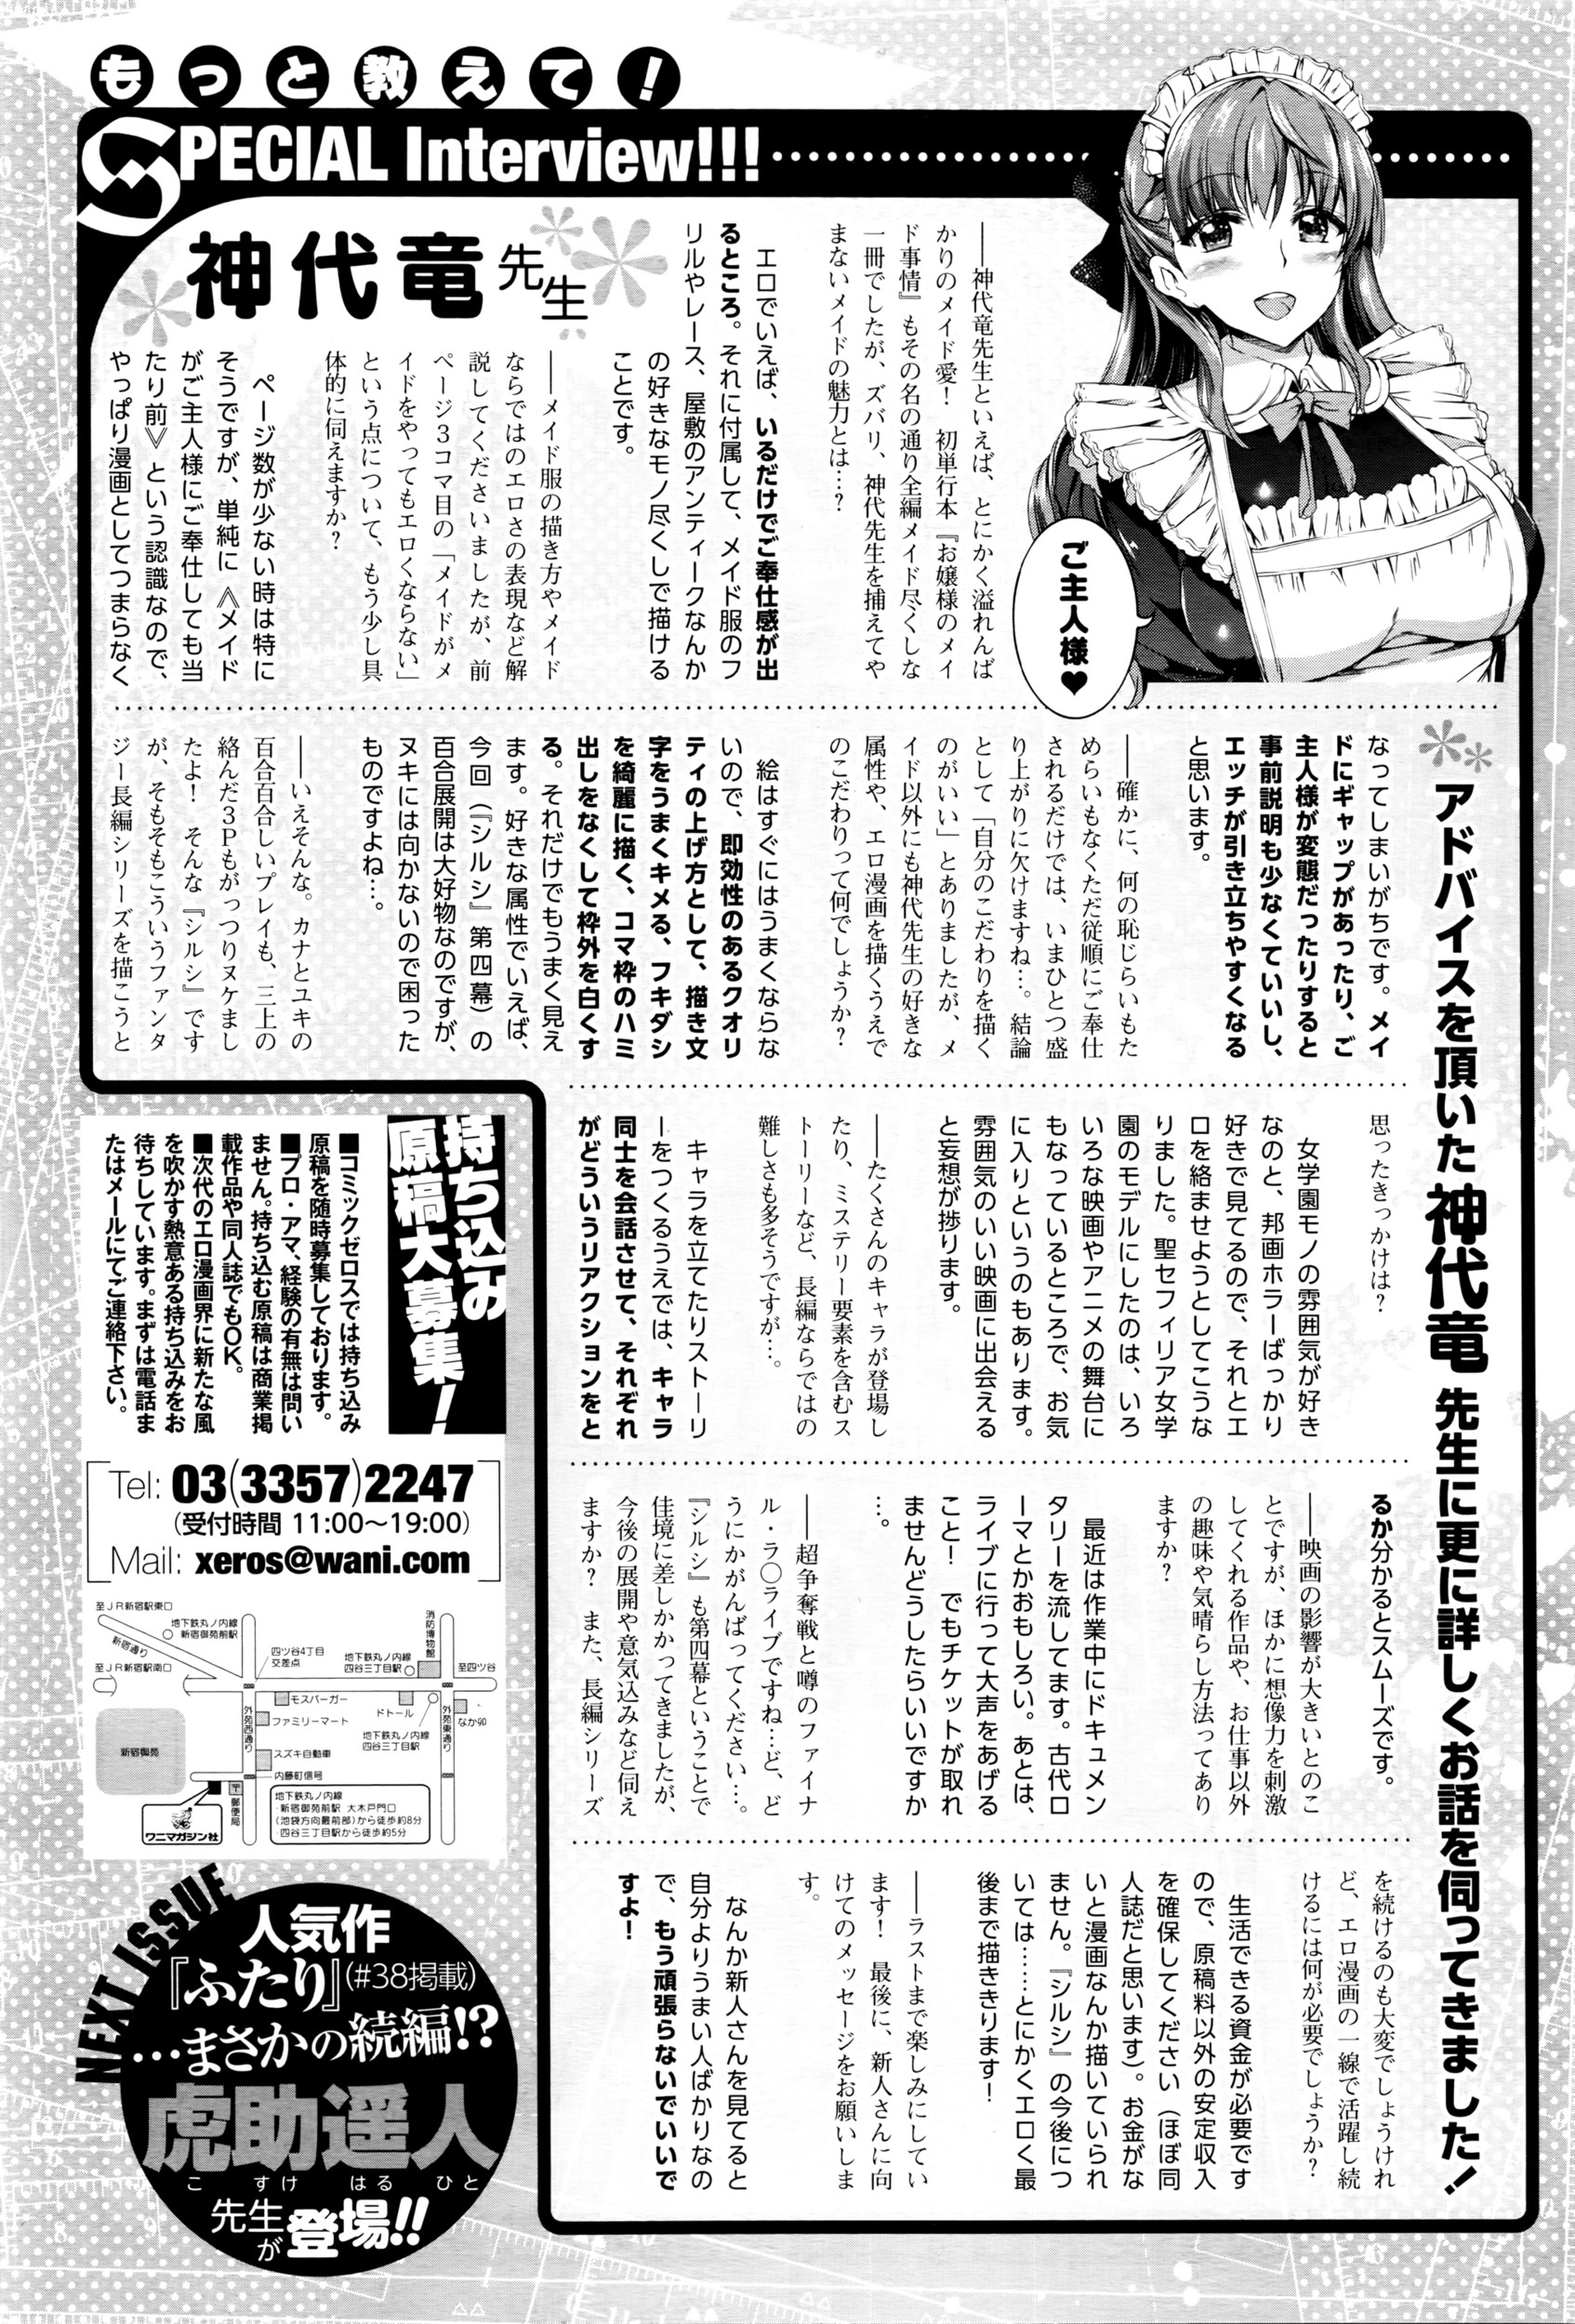 もっと教えて！
SPECIAL Interview!!!
神代竜先生
ご主人様♥
アドバイスを頂いた神代竜先生に更に詳しくお話を伺ってきました！
――神代竜先生といえば、とにかく溢れんば
かりのメイド愛！　初単行本『お嬢様のメイ
ド事情』もその名の通り全編メイド尽くしな
一冊でしたが、ズバリ、神代先生を捕えてや
まないメイドの魅力とは…？
エロでいえば、いるだけでご奉仕感が出
るところ。それに付属して、メイド服のフ
リルやレース、屋敷のアンティークなんか
の好きなモノ尽くしで描ける
ことです。
――メイド服の描き方やメイド
ならではのエロさの表現など解
説してくださいましたが、前
ページ3コマ目の「メイドがメ
イドをやってもエロくならない」
という点について、もう少し具
体的に伺えますか？
ページ数が少ない時は特に
そうですが、単純に《メイド
がご主人様にご奉仕しても当
たり前》という認識なので、
やっぱり漫画としてつまらなく
なってしまいがちです。メイ
ドにギャップがあったり、ご
主人様が変態だったりすると
事前説明も少なくていいし、
エッチが引き立ちやすくなる
と思います。
――確かに、何の恥じらいもた
めらいもなくただ従順にご奉仕
されるだけでは、いまひとつ盛
り上がりに欠けますね…。結論
として「自分のこだわりを描く
のがいい」とありましたが、メ
イド以外にも神代先生の好きな
属性や、エロ漫画を描くうえで
のこだわりって何でしょうか？
絵はすぐにはうまくならな
いので、即効性のあるクオリ
ティの上げ方として、描き文
字をうまくキメる、フキダシ
を綺麗に描く、コマ枠のハミ
出しをなくして枠外を白くす
る。それだけでもうまく見え
ます。好きな属性でいえば、
今回（『シルシ』第四幕）の
百合展開は大好物なのですが、
ヌキには向かないので困った
ものですよね…。
――いえそんな。カナとユキの
百合百合しいプレイも、三上の
絡んだ3Pもがっつりヌケまし
たよ！　そんな『シルシ』です
が、そもそもこういうファンタ
ジー長編シリーズを描こうと
思ったきっかけは？
女学園モノの雰囲気が好き
なのと、邦画ホラーばっかり
好きで見てるので、それとエ
ロを絡ませようとしてこうな
りました。聖セフィリア女学
園のモデルにしたのは、いろ
いろな映画やアニメの舞台に
もなっているところで、お気
に入りというのもあります。
雰囲気のいい映画に出会える
と妄想が捗ります。
――たくさんのキャラが登場し
たり、ミステリー要素を含むス
トーリーなど、長編ならではの
難しさも多そうですが…。
キャラを立てたりストーリ
ーをつくるうえでは、キャラ
同士を会話させて、それぞれ
がどういうリアクションをと
るか分かるとスムーズです。
――映画の影響が大きいとのこ
とですが、ほかに想像力を刺激
してくれる作品や、お仕事以外
の趣味や気晴らし方法ってあり
ますか？
最近は作業中にドキュメン
タリーを流してます。古代ロ
ーマとかおもしろい。あとは、
ライブに行って大声をあげる
こと！　でもチケットが取れ
ませんどうしたらいいですか
…。
――超争奪戦と噂のファイナ
ル・ラ〇ライブですね…ど、ど
うにかがんばってください…。
『シルシ』も第四幕ということで
佳境に差しかかってきましたが、
今後の展開や意気込みなど伺え
ますか？　また、長編シリーズ
を続けるのも大変でしょうけれ
ど、エロ漫画の一線で活躍し続
けるには何が必要でしょうか？
生活できる資金が必要です
ので、原稿料以外の安定収入
を確保してください（ほぼ同
人誌だと思います）。お金がな
いと漫画なんか描いていられ
ません。『シルシ』の今後につ
いては……とにかくエロく最
後まで描ききります！
――ラストまで楽しみにしてい
ます！　最後に、新人さんに向
けてのメッセージをお願いしま
す。
なんか新人さんを見てると
自分よりうまい人ばかりなの
で、もう頑張らないでいいで
すよ！
持ち込み
原稿大募集！
■コミックゼロスでは持ち込み
原稿を随時募集しております。
■プロ・アマ、経験の有無は問い
ません。持ち込む原稿は商業掲
載作品や同人誌でもOK。
■次代のエロ漫画界に新たな風
を吹かす熱意ある持ち込みをお
待ちしています。まずは電話ま
たはメールにてご連絡下さい。
Tel: 03(3357)2247
（受付時間 11:00〜19:00）
Mail: xeros@wani.com
至JR新宿駅東口
地下鉄丸ノ内線
新宿御苑前駅
新宿通り
至JR新宿駅南口
四ツ谷4丁目
交差点
消防博物館
地下鉄丸ノ内線
四谷三丁目駅
至四ツ谷
モスバーガー
ドトール
ファミリーマート
なか卯
地下鉄丸ノ内線
四谷三丁目駅
外苑西通り
外苑東通り
新宿御苑
スズキ自動車
内藤町信号
〒郵便局
ワニマガジン社
地下鉄丸ノ内線
・新宿御苑前駅 大木戸門口
（池袋方向最前部）から徒歩約8分
・四谷三丁目駅から徒歩約5分
NEXT ISSUE
人気作
『ふたり』（#38掲載）
…まさかの続編!?
虎助遥人
こ すけ はる ひと
先生が登場!!